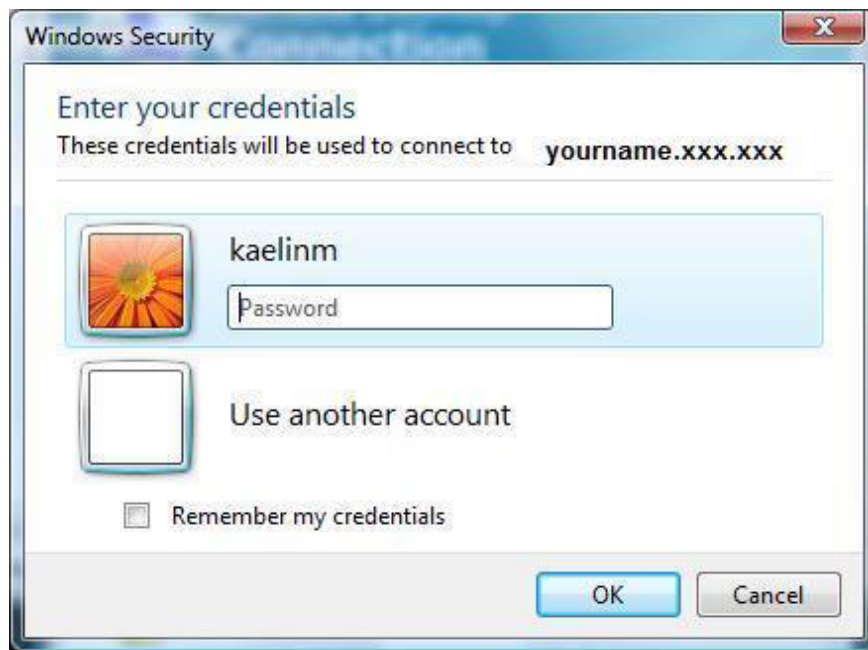 Connection
Windows Security
Enter your credentials
These credentials will be used to connect to yourname.xxx.xxx
kaelinm
Password
Use another account
Remember my credentials
OK Cancel